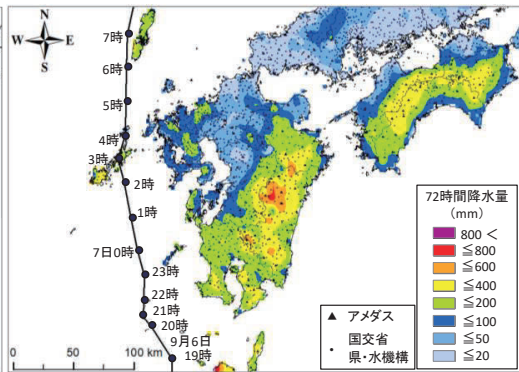 N
W E
S
7時
6時
5時
4時
3時
2時
1時
7日0時
23時
22時
21時
20時
9月6日
19時
0 50 100 km
72時間降水量
(mm)
800 <
≦800
≦600
≦400
≦200
≦100
≦50
≦20
▲ アメダス
・ 国交省
県・水機構